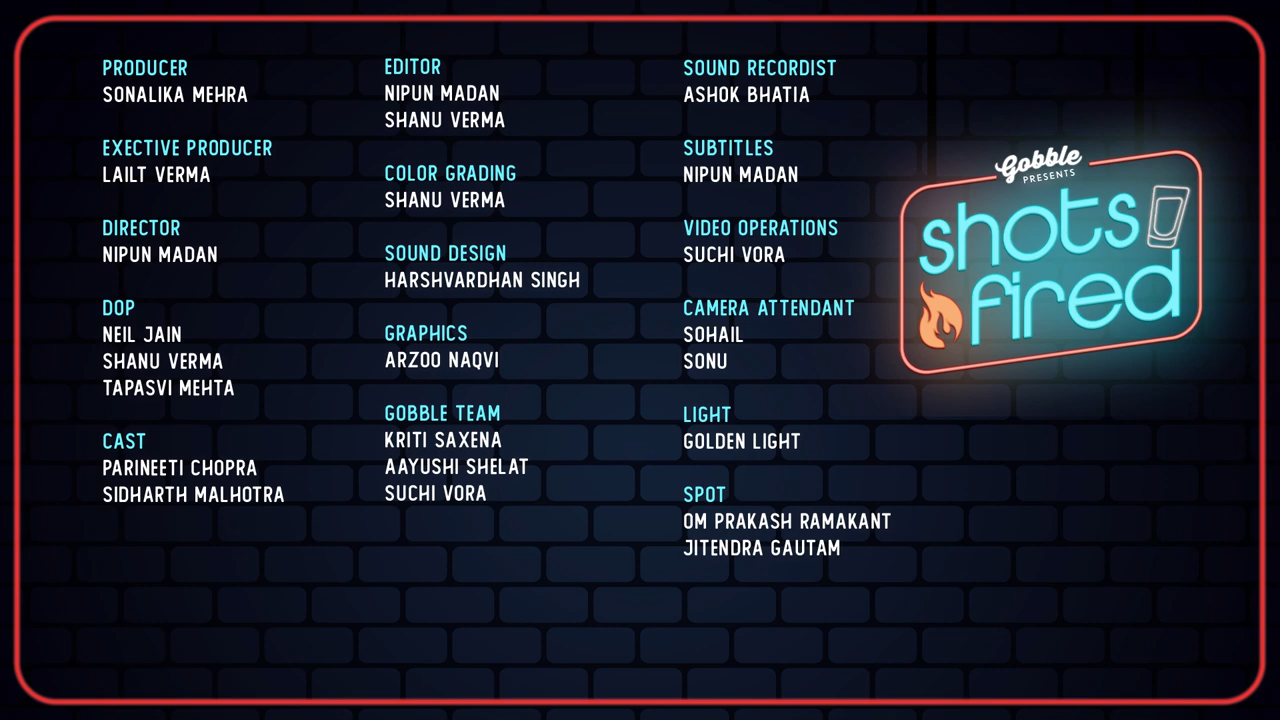 PRODUCER
SONALIKA MEHRA
EXECTIVE PRODUCER
LAILT VERMA
DIRECTOR
NIPUN MADAN
DOP
NEIL JAIN
SHANU VERMA
TAPASVI MEHTA
CAST
PARINEETI CHOPRA
SIDHARTH MALHOTRA
EDITOR
NIPUN MADAN
SHANU VERMA
COLOR GRADING
SHANU VERMA
SOUND DESIGN
HARSHVARDHAN SINGH
GRAPHICS
ARZOO NAQVI
GOBBLE TEAM
KRITI SAXENA
AAYUSHI SHELAT
SUCHI VORA
SOUND RECORDIST
ASHOK BHATIA
SUBTITLES
NIPUN MADAN
VIDEO OPERATIONS
SUCHI VORA
CAMERA ATTENDANT
SOHAIL
SONU
LIGHT
GOLDEN LIGHT
SPOT
OM PRAKASH RAMAKANT
JITENDRA GAUTAM
Gobble
PRESENTS
shots
fired